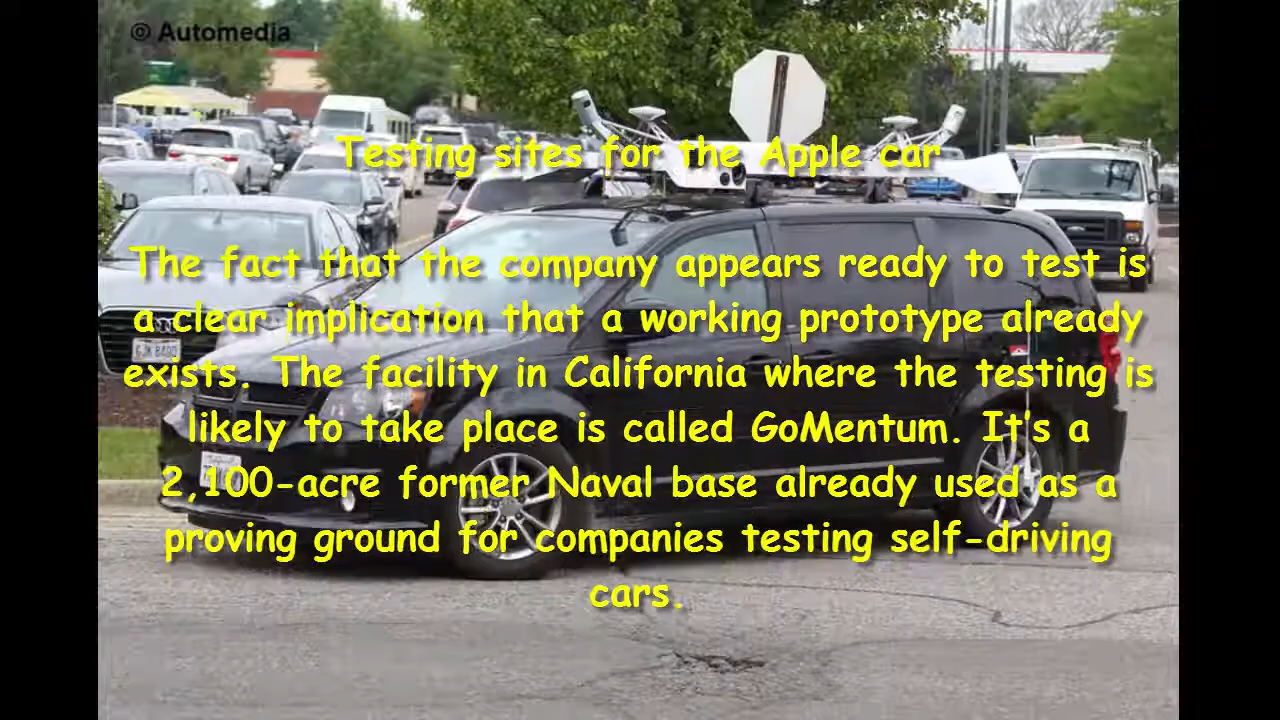 © Automedia
Testing sites for the Apple car
The fact that the company appears ready to test is
a clear implication that a working prototype already
exists. The facility in California where the testing is
likely to take place is called GoMentum. It's a
2,100-acre former Naval base already used as a
proving ground for companies testing self-driving
cars.